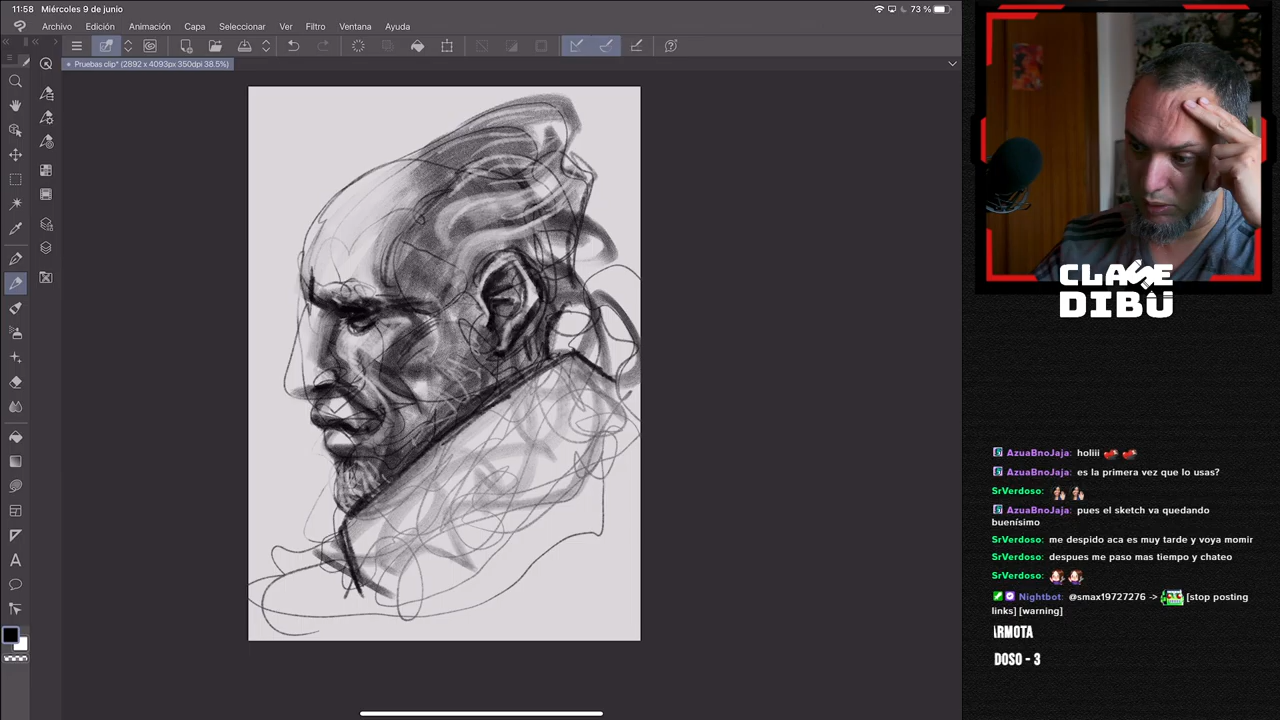 11:58 Miércoles 9 de junio
73 %
Archivo Edición Animación Capa Seleccionar Ver Filtro Ventana Ayuda
Pruebas clip* (2892 x 4093px 350dpi 38.5%)
CLASE
DIBU
AzuaBnoJaja: holiii
AzuaBnoJaja: es la primera vez que lo usas?
SrVerdoso:
AzuaBnoJaja: pues el sketch va quedando
buenísimo
SrVerdoso: me despido aca es muy tarde y voya momir
SrVerdoso: despues me paso mas tiempo y chateo
SrVerdoso:
Nightbot: @smax19727276 -> [stop posting
links] [warning]
ARMOTA
DOSO - 3